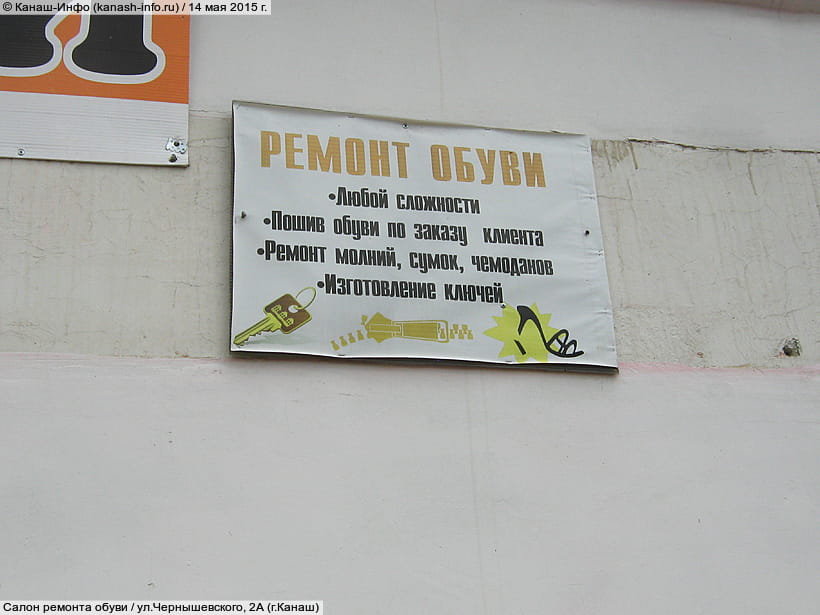 © Канаш-Инфо (kanash-info.ru) / 14 мая 2015 г.
РЕМОНТ ОБУВИ
•Любой сложности
•Пошив обуви по заказу клиента
•Ремонт молний, сумок, чемоданов
•Изготовление ключей
Салон ремонта обуви / ул.Чернышевского, 2А (г.Канаш)